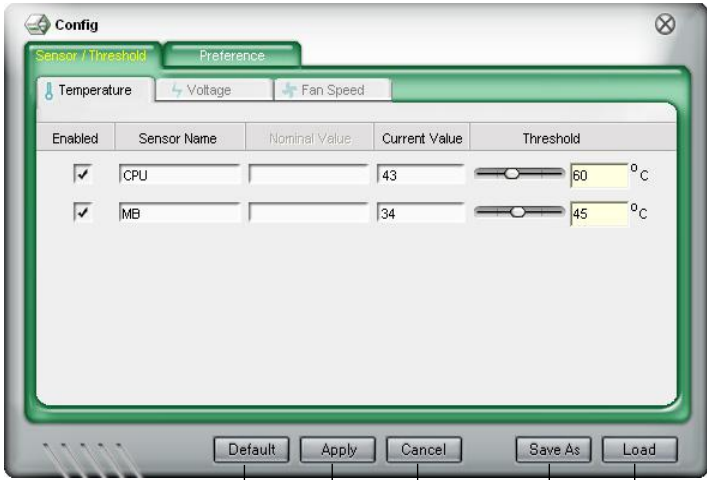 Config
Sensor / Threshold Preference
Temperature Voltage Fan Speed
Enabled Sensor Name Nominal Value Current Value Threshold
CPU 43 60 °C
MB 34 45 °C
Default Apply Cancel Save As Load